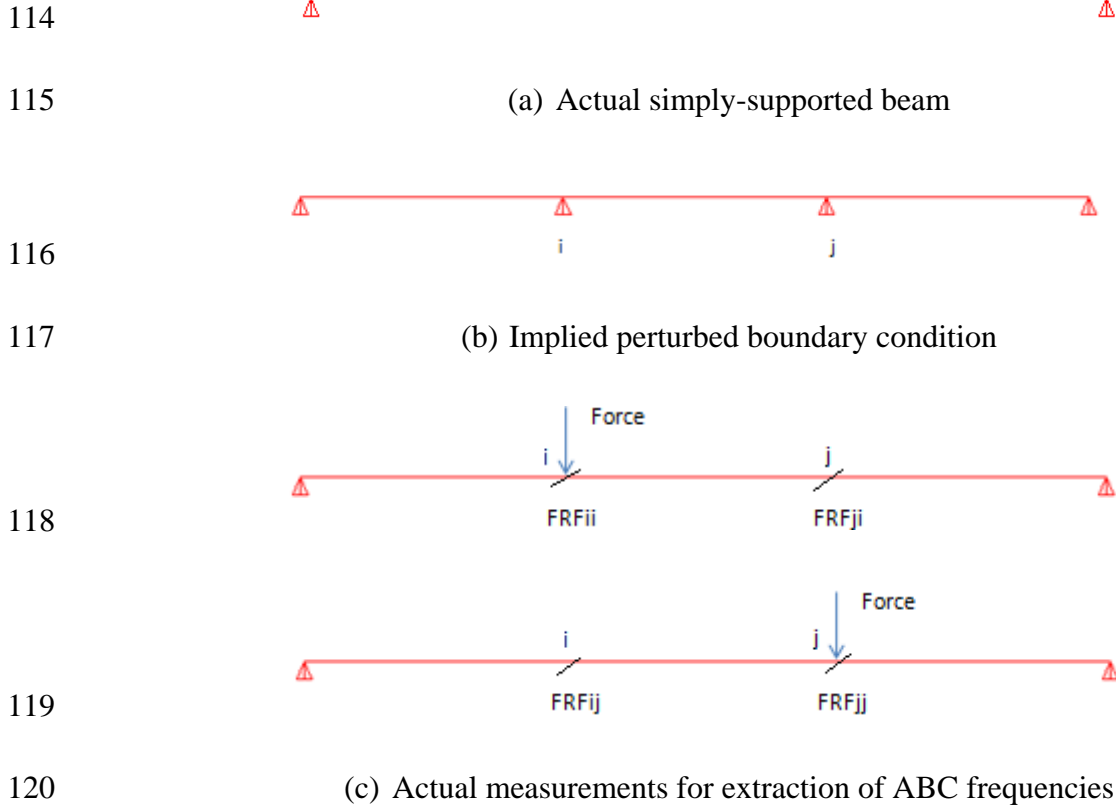 114
115 (a) Actual simply-supported beam
i j
116
117 (b) Implied perturbed boundary condition
Force
i j
118 FRFii FRFji
Force
i j
119 FRFij FRFjj
120 (c) Actual measurements for extraction of ABC frequencies